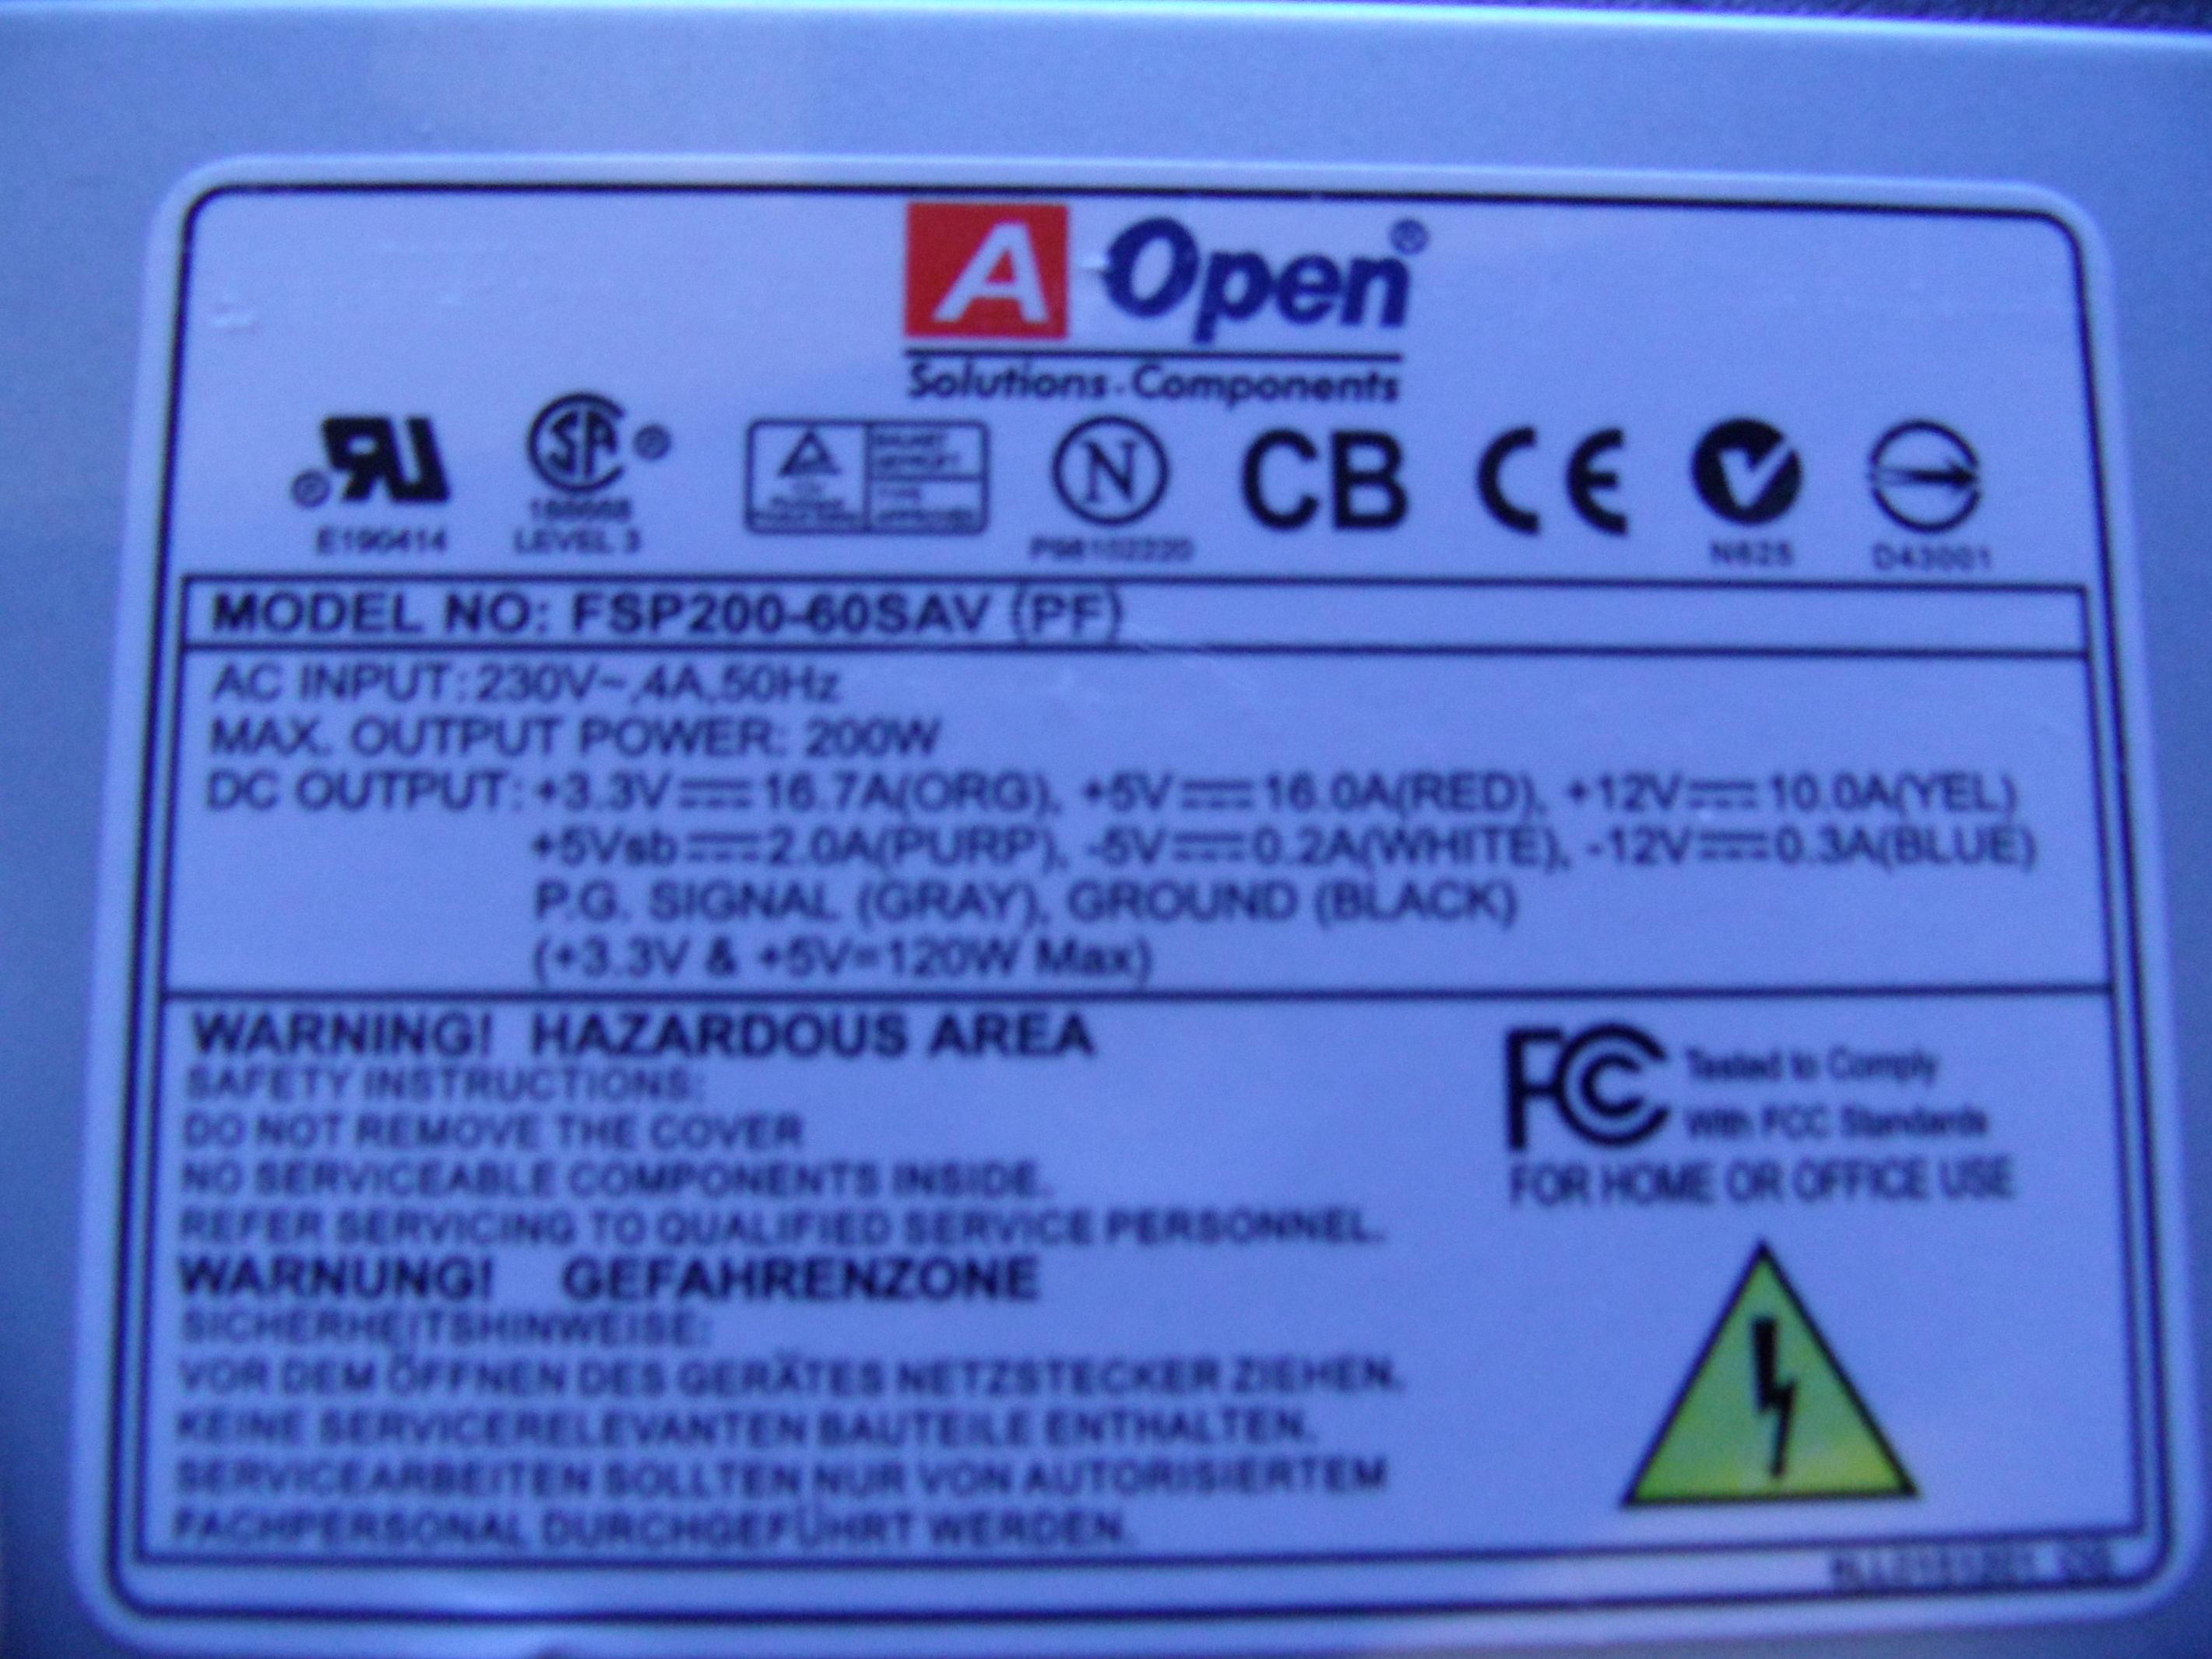 A Open®
Solutions-Components
E190414
LEVEL 3
N
P98102220
CB
CE
N625
D43001
MODEL NO: FSP200-60SAV (PF)
AC INPUT:230V~,4A,50Hz
MAX. OUTPUT POWER: 200W
DC OUTPUT: +3.3V⎓16.7A(ORG), +5V⎓16.0A(RED), +12V⎓10.0A(YEL)
+5Vsb⎓2.0A(PURP), -5V⎓0.2A(WHITE), -12V⎓0.3A(BLUE)
P.G. SIGNAL (GRAY), GROUND (BLACK)
(+3.3V & +5V=120W Max)
WARNING! HAZARDOUS AREA
SAFETY INSTRUCTIONS:
DO NOT REMOVE THE COVER
NO SERVICEABLE COMPONENTS INSIDE.
REFER SERVICING TO QUALIFIED SERVICE PERSONNEL.
WARNUNG! GEFAHRENZONE
SICHERHEITSHINWEISE:
VOR DEM ÖFFNEN DES GERÄTES NETZSTECKER ZIEHEN.
KEINE SERVICERELEVANTEN BAUTEILE ENTHALTEN.
SERVICEARBEITEN SOLLTEN NUR VON AUTORISIERTEM
FACHPERSONAL DURCHGEFÜHRT WERDEN.
FC Tested to Comply
With FCC Standards
FOR HOME OR OFFICE USE